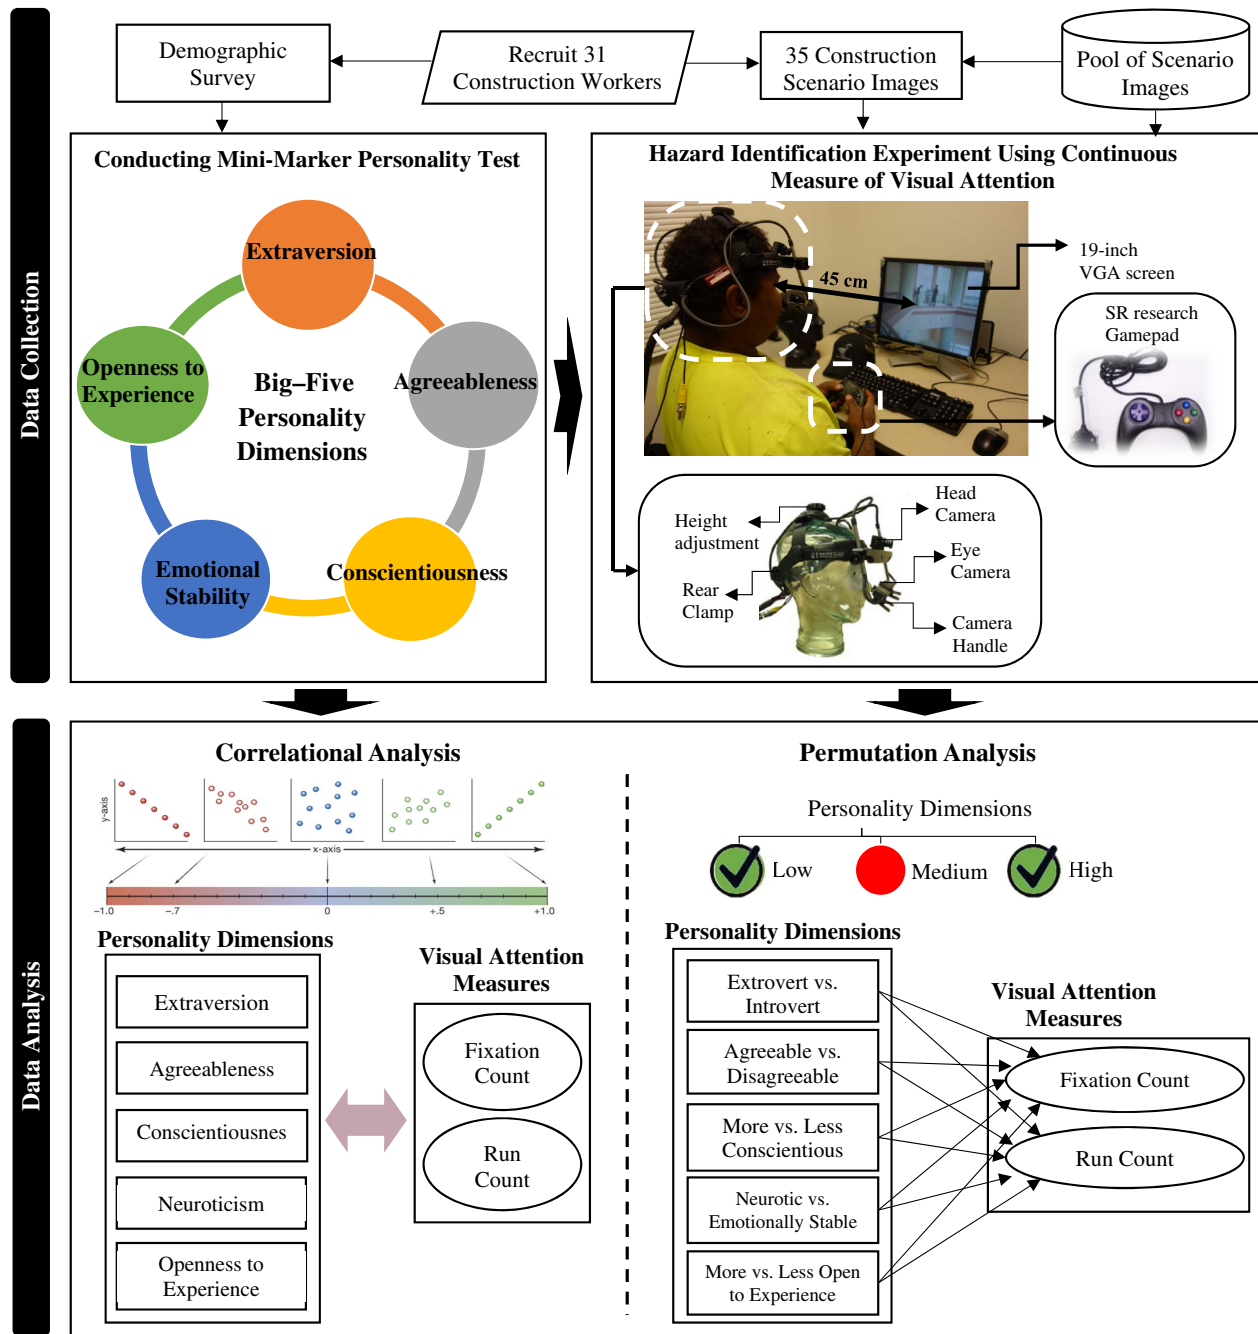 Demographic
Survey
Recruit 31
Construction Workers
35 Construction
Scenario Images
Pool of Scenario
Images
Data Collection
Conducting Mini-Marker Personality Test
Extraversion
Agreeableness
Conscientiousness
Emotional
Stability
Openness to
Experience
Big–Five
Personality
Dimensions
Hazard Identification Experiment Using Continuous
Measure of Visual Attention
45 cm
19-inch
VGA screen
SR research
Gamepad
Height
adjustment
Rear
Clamp
Head
Camera
Eye
Camera
Camera
Handle
Data Analysis
Correlational Analysis
y-axis
x-axis
−1.0
−.7
0
+.5
+1.0
Personality Dimensions
Extraversion
Agreeableness
Conscientiousnes
Neuroticism
Openness to
Experience
Visual Attention
Measures
Fixation
Count
Run
Count
Permutation Analysis
Personality Dimensions
Low
Medium
High
Personality Dimensions
Extrovert vs.
Introvert
Agreeable vs.
Disagreeable
More vs. Less
Conscientious
Neurotic vs.
Emotionally Stable
More vs. Less Open
to Experience
Visual Attention
Measures
Fixation Count
Run Count